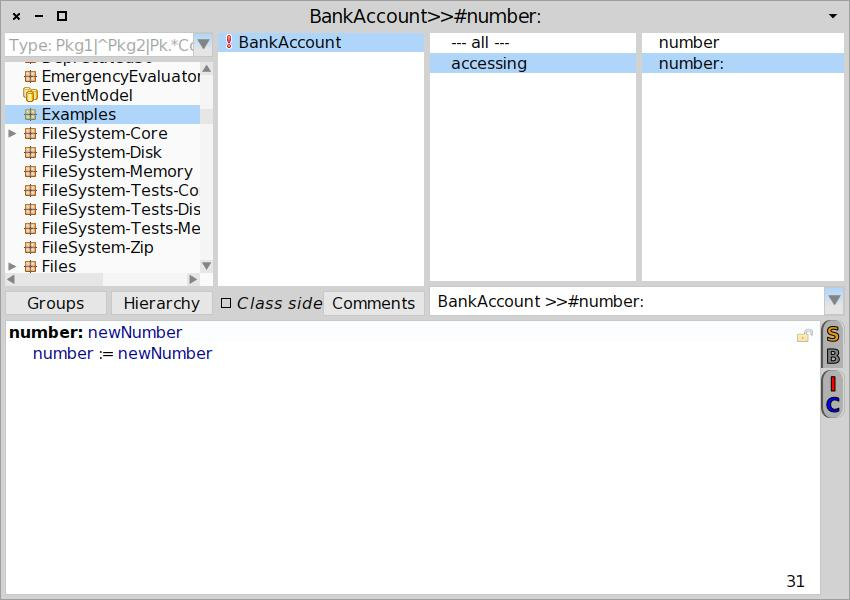 BankAccount>>#number:
Type: Pkg1|^Pkg2|Pk.*Co
EmergencyEvaluator
EventModel
Examples
FileSystem-Core
FileSystem-Disk
FileSystem-Memory
FileSystem-Tests-Co
FileSystem-Tests-Dis
FileSystem-Tests-Me
FileSystem-Zip
Files
BankAccount
--- all ---
accessing
number
number:
Groups
Hierarchy
Class side
Comments
BankAccount >>#number:
number: newNumber
number := newNumber
S
B
I
C
31